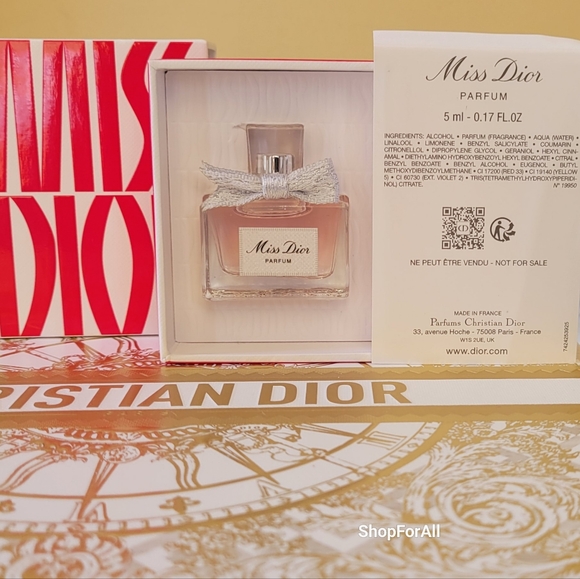 MISS
DIOR
Miss Dior
PARFUM
Miss Dior
PARFUM
5 ml - 0.17 FL.OZ
INGREDIENTS: ALCOHOL • PARFUM (FRAGRANCE) • AQUA (WATER) •
LINALOOL • LIMONENE • BENZYL SALICYLATE • COUMARIN •
CITRONELLOL • DIPROPYLENE GLYCOL • GERANIOL • HEXYL CINN-
AMAL • DIETHYLAMINO HYDROXYBENZOYL HEXYL BENZOATE • CITRAL •
BENZYL BENZOATE • BENZYL ALCOHOL • EUGENOL • BUTYL
METHOXYDIBENZOYLMETHANE • CI 17200 (RED 33) • CI 19140 (YELLOW
5) • CI 60730 (EXT. VIOLET 2) • TRIS(TETRAMETHYLHYDROXYPIPERIDI-
NOL) CITRATE. N° 19950
NE PEUT ÊTRE VENDU - NOT FOR SALE
MADE IN FRANCE
Parfums Christian Dior
33, avenue Hoche - 75008 Paris - France
W1S 2UE, UK
www.dior.com
RISTIAN DIOR
ShopForAll